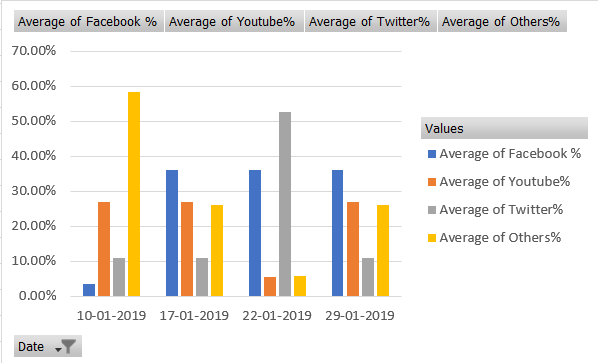 Average of Facebook % Average of Youtube% Average of Twitter% Average of Others%
70.00%
60.00%
50.00%
40.00%
30.00%
20.00%
10.00%
0.00%
10-01-2019 17-01-2019 22-01-2019 29-01-2019
Values
Average of Facebook %
Average of Youtube%
Average of Twitter%
Average of Others%
Date